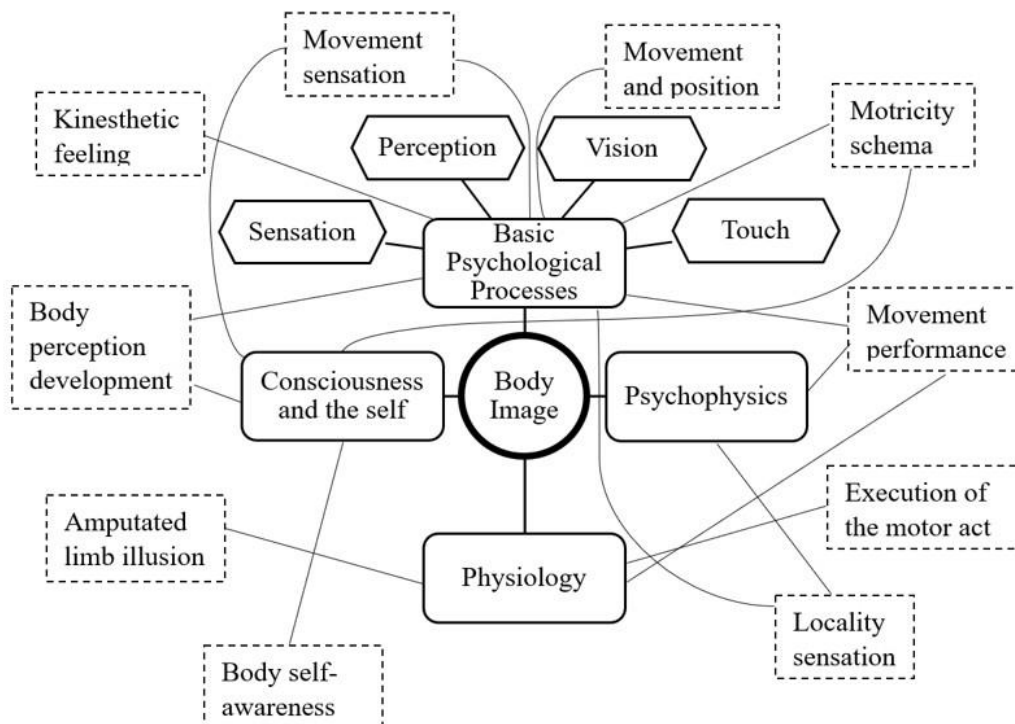 Movement
sensation
Movement
and position
Kinesthetic
feeling
Perception
Vision
Motricity
schema
Sensation
Basic
Psychological
Processes
Touch
Body
perception
development
Movement
performance
Consciousness
and the self
Body
Image
Psychophysics
Amputated
limb illusion
Execution of
the motor act
Physiology
Locality
sensation
Body self-
awareness